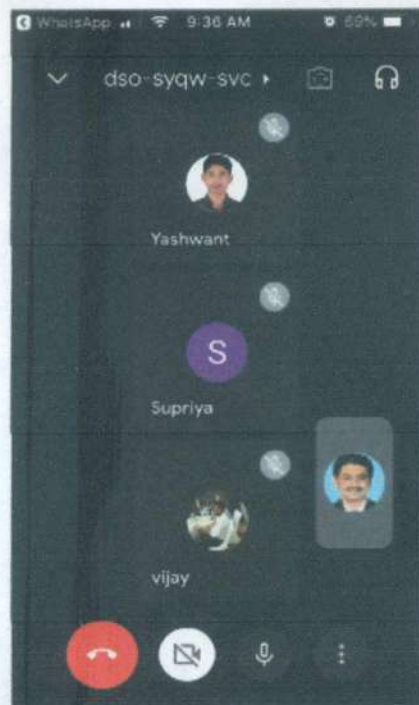 WhatsApp 9:36 AM 69%
dso-syqw-svc
Yashwant
S
Supriya
vijay